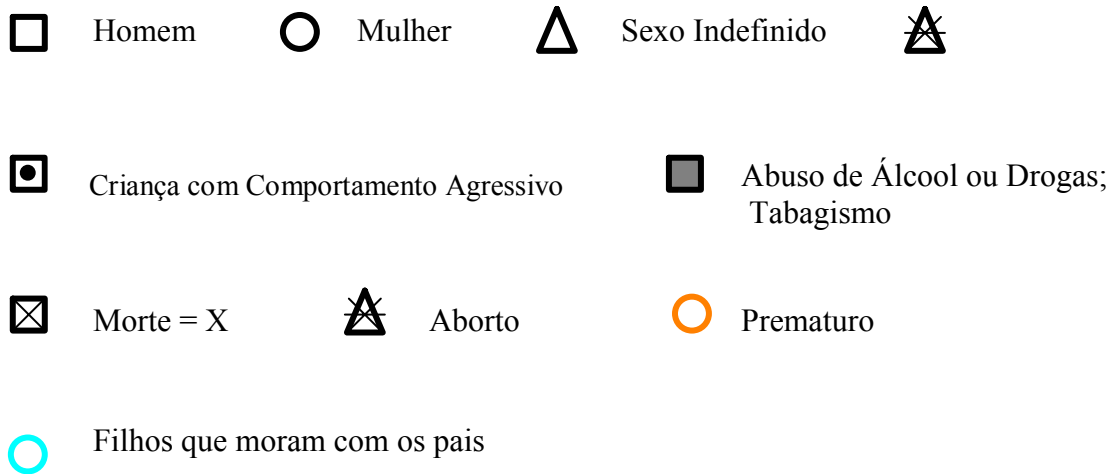 Homem Mulher Sexo Indefinido
Criança com Comportamento Agressivo Abuso de Álcool ou Drogas;
Tabagismo
Morte = X Aborto Prematuro
Filhos que moram com os pais